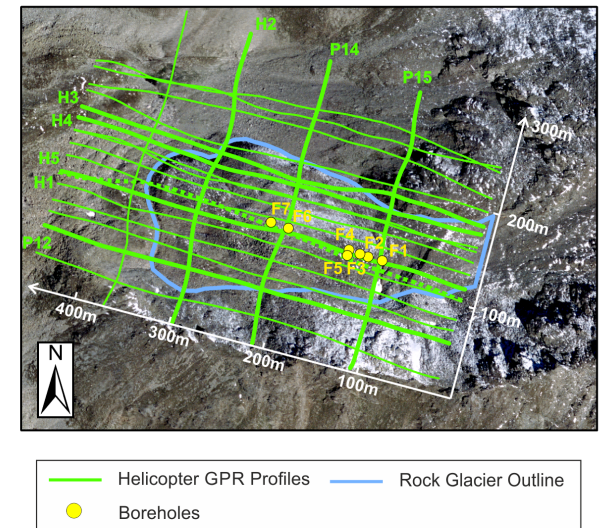 H2
P14
P15
H3
H4
H5
H1
P12
300m
200m
100m
F7 F6
F4 F2 F1
F5 F3
400m
300m
200m
100m
N
Helicopter GPR Profiles
Rock Glacier Outline
Boreholes